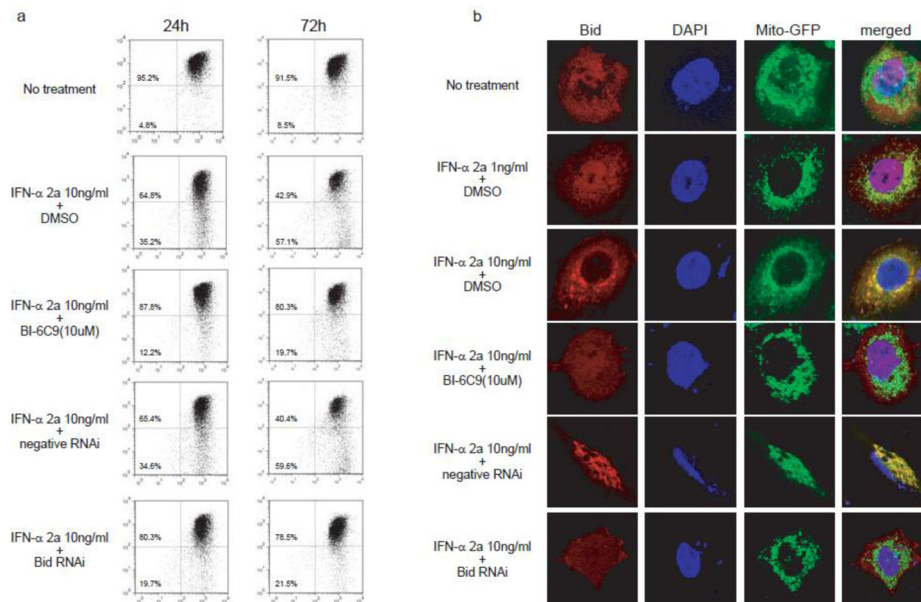 a
24h
72h
No treatment
95.2%
4.8%
91.5%
8.5%
IFN-α 2a 10ng/ml
+
DMSO
64.8%
35.2%
42.9%
57.1%
IFN-α 2a 10ng/ml
+
BI-6C9(10uM)
87.8%
12.2%
80.3%
19.7%
IFN-α 2a 10ng/ml
+
negative RNAi
65.4%
34.6%
40.4%
59.6%
IFN-α 2a 10ng/ml
+
Bid RNAi
80.3%
19.7%
78.5%
21.5%
b
Bid
DAPI
Mito-GFP
merged
No treatment
IFN-α 2a 1ng/ml
+
DMSO
IFN-α 2a 10ng/ml
+
DMSO
IFN-α 2a 10ng/ml
+
BI-6C9(10uM)
IFN-α 2a 10ng/ml
+
negative RNAi
IFN-α 2a 10ng/ml
+
Bid RNAi